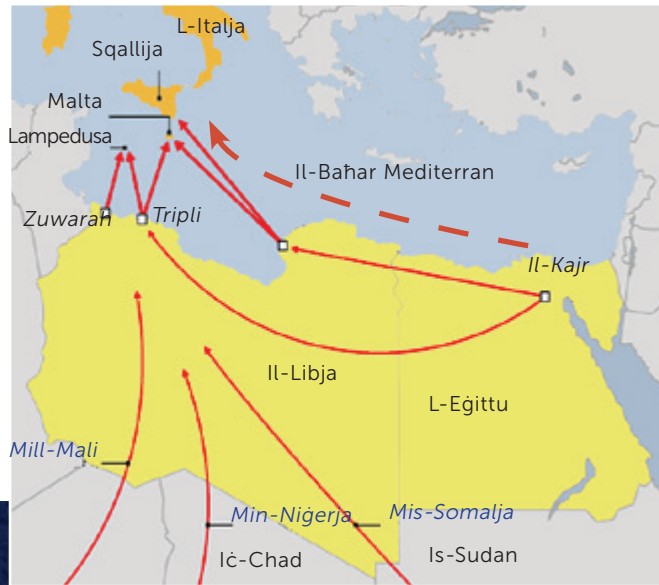 L-Italja
Sqallija
Malta
Lampedusa
Il-Baħar Mediterran
Zuwaran
Tripli
Il-Kajr
Il-Libja
L-Eġittu
Mill-Mali
Min-Niġerja
Mis-Somalja
Iċ-Chad
Is-Sudan